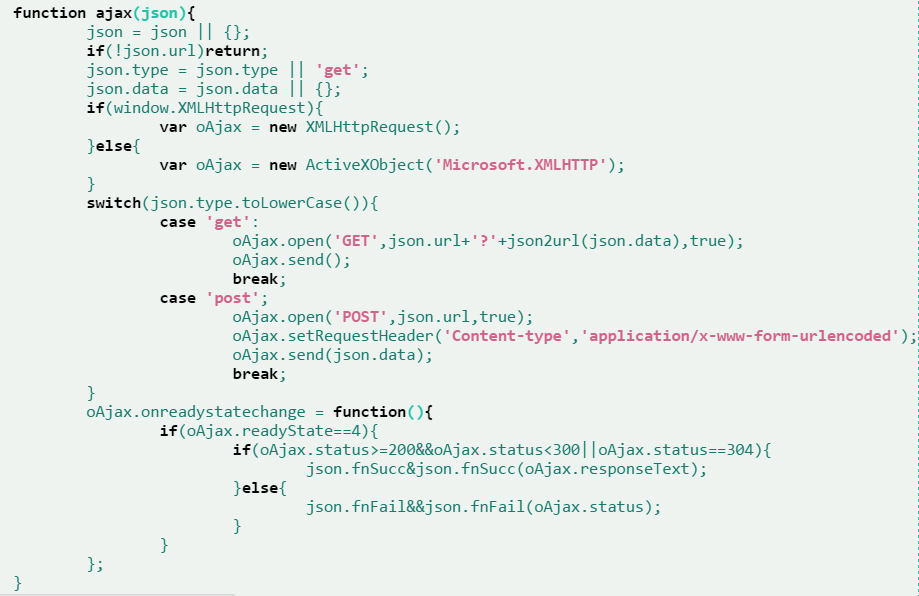 function ajax(json){
json = json || {};
if(!json.url)return;
json.type = json.type || 'get';
json.data = json.data || {};
if(window.XMLHttpRequest){
var oAjax = new XMLHttpRequest();
}else{
var oAjax = new ActiveXObject('Microsoft.XMLHTTP');
}
switch(json.type.toLowerCase()){
case 'get':
oAjax.open('GET',json.url+'?'+json2url(json.data),true);
oAjax.send();
break;
case 'post';
oAjax.open('POST',json.url,true);
oAjax.setRequestHeader('Content-type','application/x-www-form-urlencoded');
oAjax.send(json.data);
break;
}
oAjax.onreadystatechange = function(){
if(oAjax.readyState==4){
if(oAjax.status>=200&&oAjax.status<300||oAjax.status==304){
json.fnSucc&json.fnSucc(oAjax.responseText);
}else{
json.fnFail&&json.fnFail(oAjax.status);
}
}
};
}